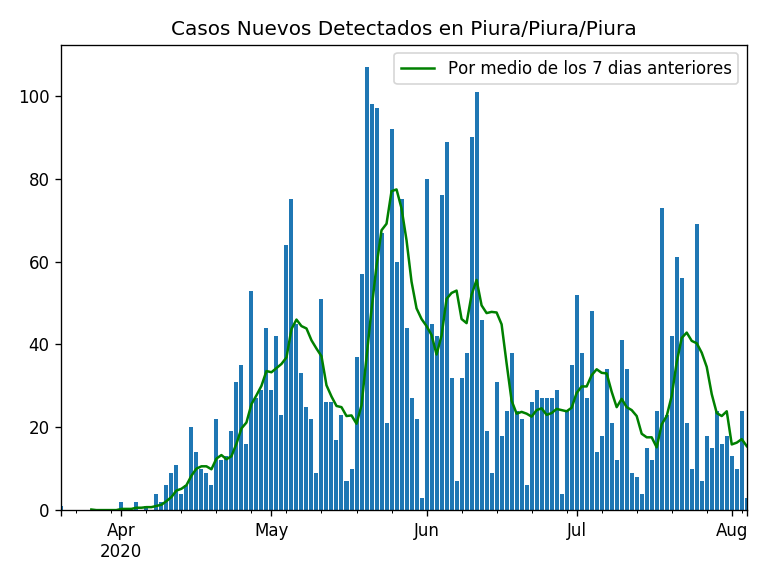 Casos Nuevos Detectados en Piura/Piura/Piura
Por medio de los 7 dias anteriores
100
80
60
40
20
0
Apr May Jun Jul Aug
2020